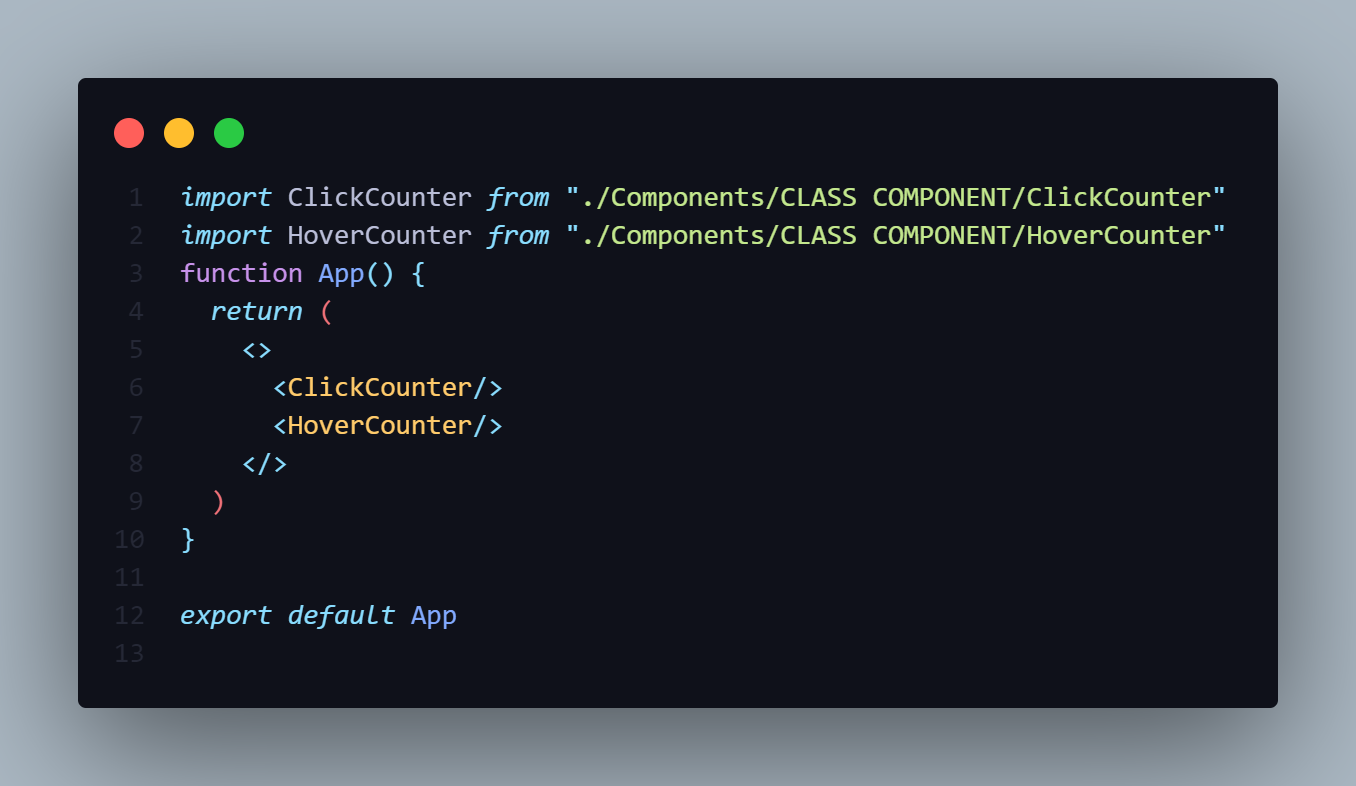 1 import ClickCounter from "./Components/CLASS COMPONENT/ClickCounter"
2 import HoverCounter from "./Components/CLASS COMPONENT/HoverCounter"
3 function App() {
4   return (
5     <>
6       <ClickCounter/>
7       <HoverCounter/>
8     </>
9   )
10 }
11
12 export default App
13